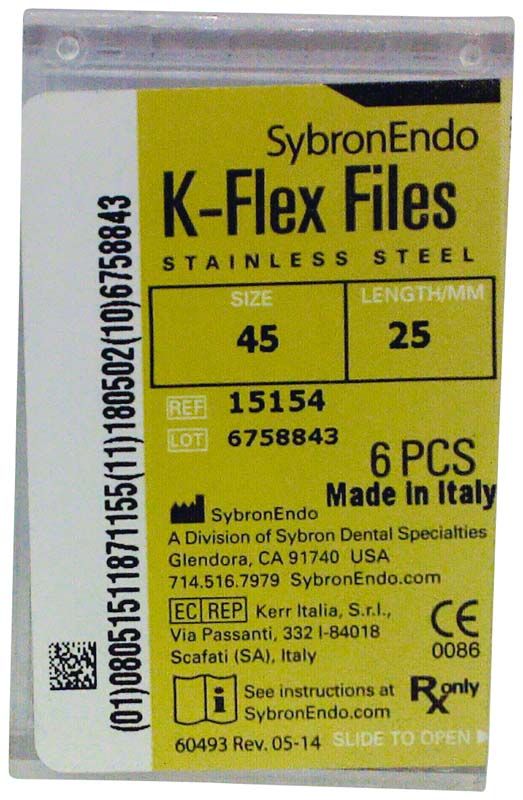 SybronEndo
K-Flex Files
STAINLESS STEEL
SIZE
LENGTH/MM
45
25
REF 15154
LOT 6758843
6 PCS
Made in Italy
SybronEndo
A Division of Sybron Dental Specialties
Glendora, CA 91740 USA
714.516.7979 SybronEndo.com
EC REP Kerr Italia, S.r.l.,
Via Passanti, 332 I-84018
Scafati (SA), Italy
CE
0086
i
See instructions at
SybronEndo.com
Rx only
60493 Rev. 05-14
SLIDE TO OPEN
(01)08051511871155(11)180502(10)6758843